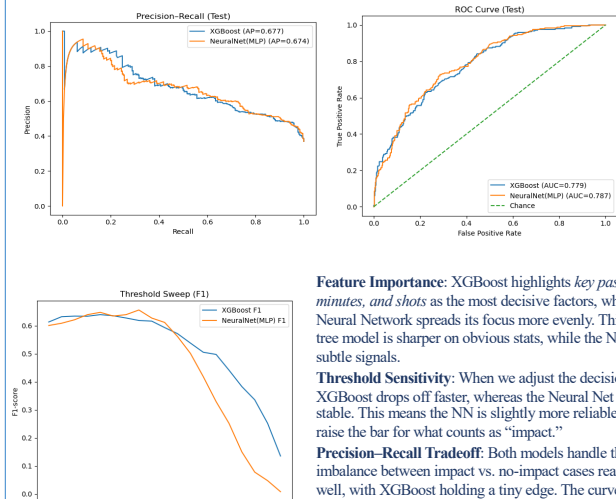 Precision–Recall (Test)
1.0
0.8
0.6
0.4
0.2
0.0
Precision
XGBoost (AP=0.677)
NeuralNet(MLP) (AP=0.674)
0.0 0.2 0.4 0.6 0.8 1.0
Recall
ROC Curve (Test)
1.0
0.8
0.6
0.4
0.2
0.0
True Positive Rate
XGBoost (AUC=0.779)
NeuralNet(MLP) (AUC=0.787)
Chance
0.0 0.2 0.4 0.6 0.8 1.0
False Positive Rate
Threshold Sweep (F1)
XGBoost F1
NeuralNet(MLP) F1
0.6
0.5
0.4
0.3
0.2
0.1
0.0
F1-score
Feature Importance: XGBoost highlights key pas
minutes, and shots as the most decisive factors, wh
Neural Network spreads its focus more evenly. Th
tree model is sharper on obvious stats, while the N
subtle signals.
Threshold Sensitivity: When we adjust the decisio
XGBoost drops off faster, whereas the Neural Net
stable. This means the NN is slightly more reliable
raise the bar for what counts as “impact.”
Precision–Recall Tradeoff: Both models handle th
imbalance between impact vs. no-impact cases rea
well, with XGBoost holding a tiny edge. The curve